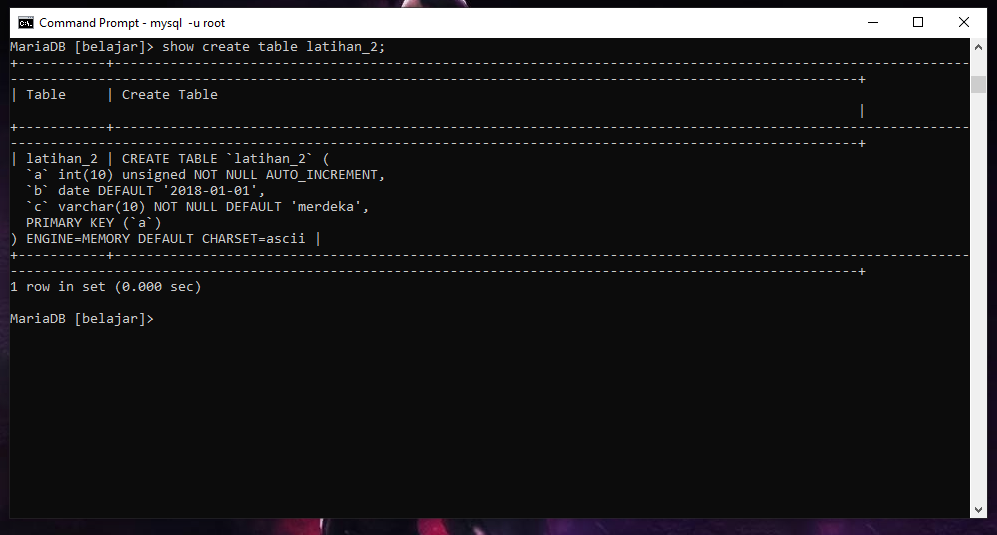 Command Prompt - mysql  -u root
MariaDB [belajar]> show create table latihan_2;
+-----------+----------------------------------------------------------------------------------------------------------
----------------------------------------------------------------------------------------------------------+
| Table     | Create Table
                                                                                                          |
+-----------+----------------------------------------------------------------------------------------------------------
----------------------------------------------------------------------------------------------------------+
| latihan_2 | CREATE TABLE `latihan_2` (
  `a` int(10) unsigned NOT NULL AUTO_INCREMENT,
  `b` date DEFAULT '2018-01-01',
  `c` varchar(10) NOT NULL DEFAULT 'merdeka',
  PRIMARY KEY (`a`)
) ENGINE=MEMORY DEFAULT CHARSET=ascii |
+-----------+----------------------------------------------------------------------------------------------------------
----------------------------------------------------------------------------------------------------------+
1 row in set (0.000 sec)
MariaDB [belajar]>